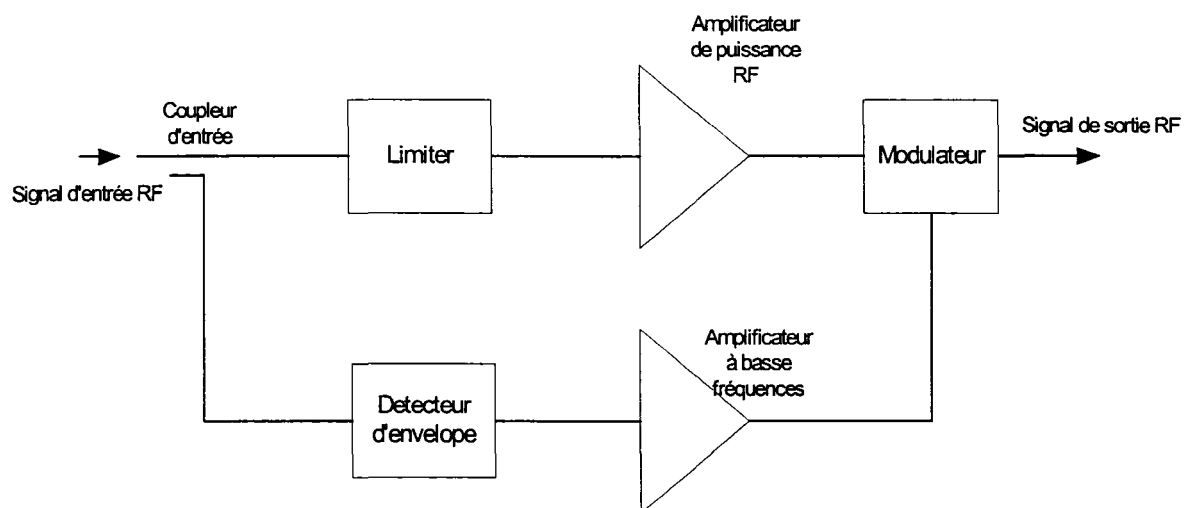 Amplificateur
de puissance
RF
Coupleur
d'entrée
Signal d'entrée RF
Limiter
Modulateur
Signal de sortie RF
Detecteur
d'envelope
Amplificateur
à basse
fréquences